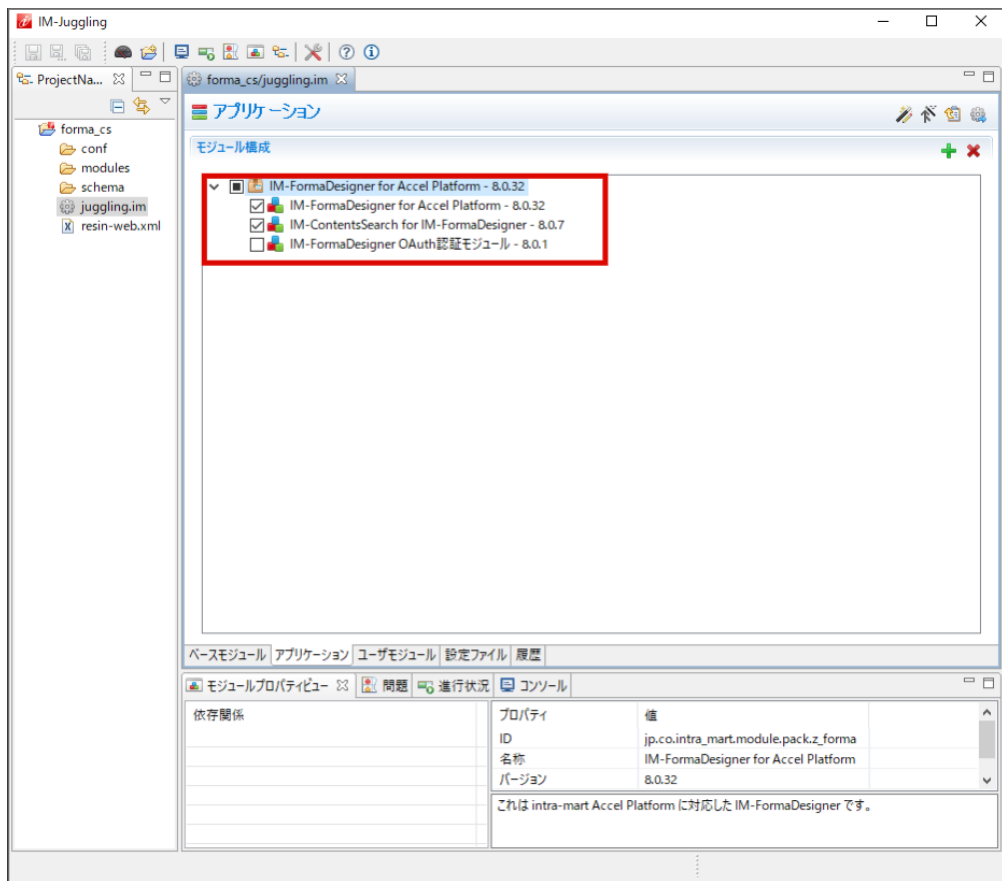 IM-Juggling
ProjectNa...
forma_cs
conf
modules
schema
juggling.im
resin-web.xml
forma_cs/juggling.im
アプリケーション
モジュール構成
IM-FormaDesigner for Accel Platform - 8.0.32
IM-FormaDesigner for Accel Platform - 8.0.32
IM-ContentsSearch for IM-FormaDesigner - 8.0.7
IM-FormaDesigner OAuth認証モジュール - 8.0.1
ベースモジュール アプリケーション ユーザモジュール 設定ファイル 履歴
モジュールプロパティビュー 問題 進行状況 コンソール
依存関係
プロパティ 値
ID jp.co.intra_mart.module.pack.z_forma
名称 IM-FormaDesigner for Accel Platform
バージョン 8.0.32
これは intra-mart Accel Platform に対応した IM-FormaDesigner です。